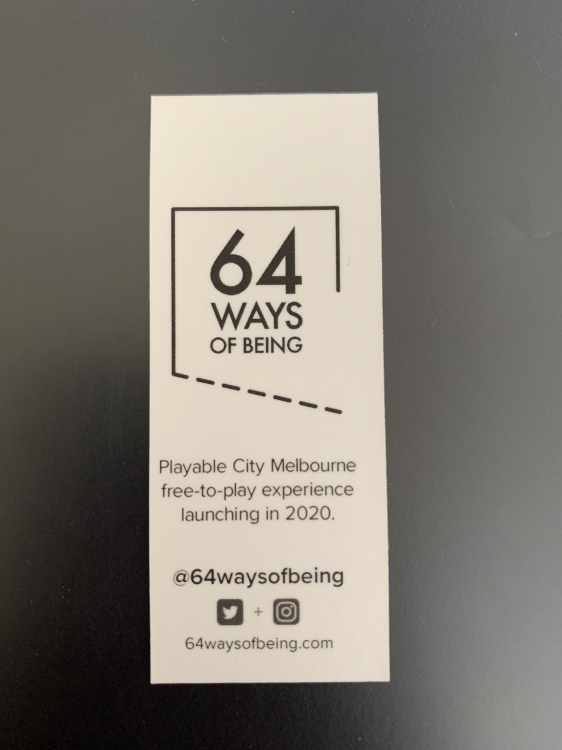 64
WAYS
OF BEING
Playable City Melbourne
free-to-play experience
launching in 2020.
@64waysofbeing
+
64waysofbeing.com